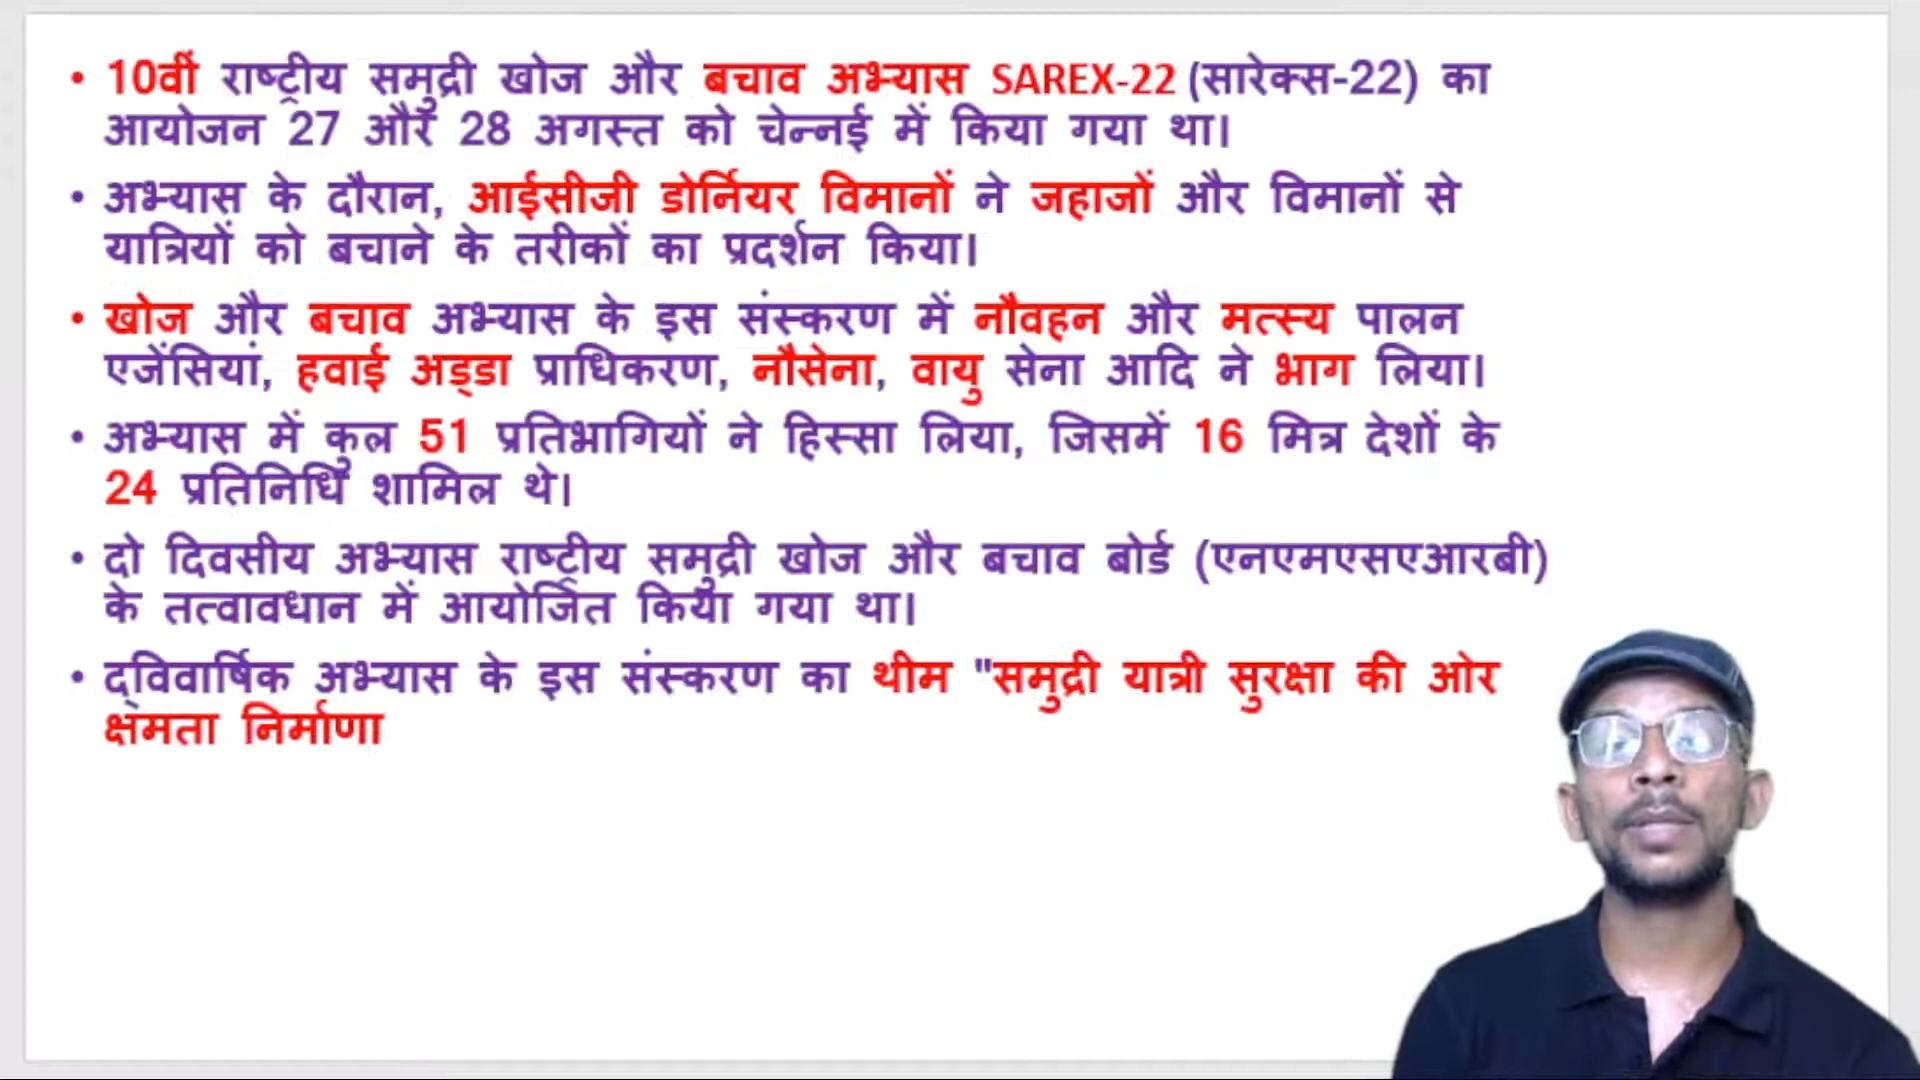 • 10वीं राष्ट्रीय समुद्री खोज और बचाव अभ्यास SAREX-22 (सारेक्स-22) का
आयोजन 27 और 28 अगस्त को चेन्नई में किया गया था।
• अभ्यास के दौरान, आईसीजी डोर्नियर विमानों ने जहाजों और विमानों से
यात्रियों को बचाने के तरीकों का प्रदर्शन किया।
• खोज और बचाव अभ्यास के इस संस्करण में नौवहन और मत्स्य पालन
एजेंसियां, हवाई अड्डा प्राधिकरण, नौसेना, वायु सेना आदि ने भाग लिया।
• अभ्यास में कुल 51 प्रतिभागियों ने हिस्सा लिया, जिसमें 16 मित्र देशों के
24 प्रतिनिधि शामिल थे।
• दो दिवसीय अभ्यास राष्ट्रीय समुद्री खोज और बचाव बोर्ड (एनएमएसएआरबी)
के तत्वावधान में आयोजित किया गया था।
• द्विवार्षिक अभ्यास के इस संस्करण का थीम "समुद्री यात्री सुरक्षा की ओर
क्षमता निर्माणा